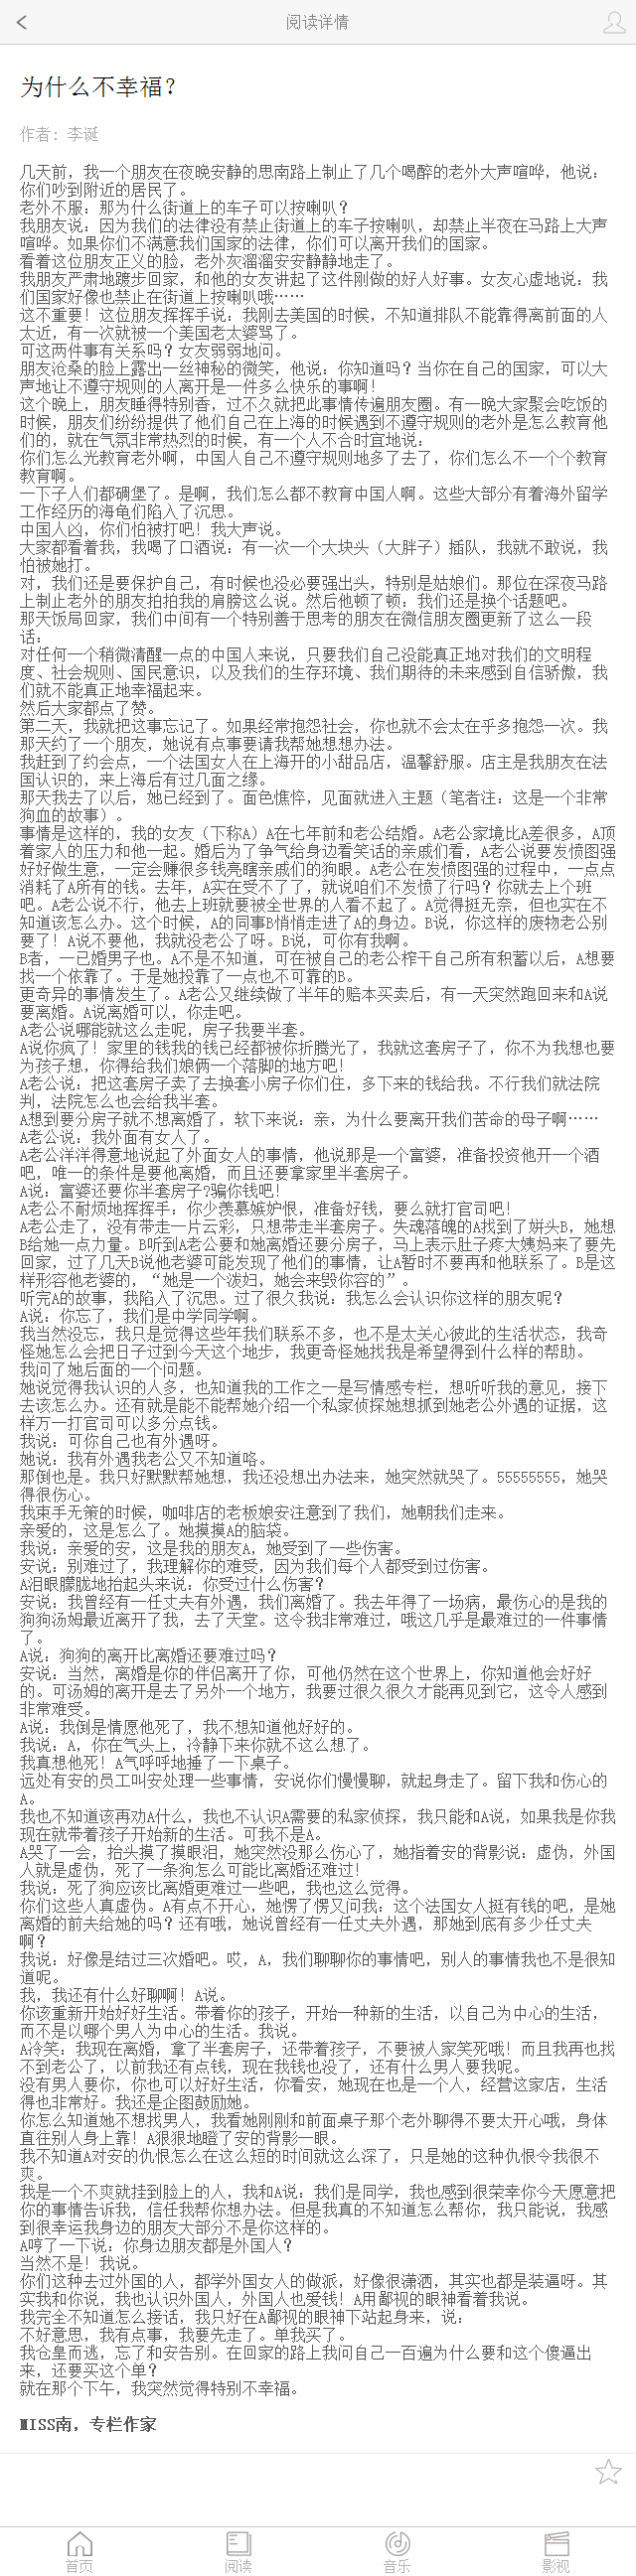 阅读详情
为什么不幸福？
作者：李诞
几天前，我一个朋友在夜晚安静的思南路上制止了几个喝醉的老外大声喧哗，他说：
你们吵到附近的居民了。
老外不服：那为什么街道上的车子可以按喇叭？
我朋友说：因为我们的法律没有禁止街道上的车子按喇叭，却禁止半夜在马路上大声
喧哗。如果你们不满意我们国家的法律，你们可以离开我们的国家。
看着这位朋友正义的脸，老外灰溜溜安安静静地走了。
我朋友严肃地踱步回家，和他的女友讲起了这件刚做的好人好事。女友心虚地说：我
们国家好像也禁止在街道上按喇叭哦……
这不重要！这位朋友挥挥手说：我刚去美国的时候，不知道排队不能靠得离前面的人
太近，有一次就被一个美国老太婆骂了。
可这两件事有关系吗？女友弱弱地问。
朋友沧桑的脸上露出一丝神秘的微笑，他说：你知道吗？当你在自己的国家，可以大
声地让不遵守规则的人离开是一件多么快乐的事啊！
这个晚上，朋友睡得特别香，过不久就把此事情传遍朋友圈。有一晚大家聚会吃饭的
时候，朋友们纷纷提供了他们自己在上海的时候遇到不遵守规则的老外是怎么教育他
们的，就在气氛非常热烈的时候，有一个人不合时宜地说：
你们怎么光教育老外啊，中国人自己不遵守规则地多了去了，你们怎么不一个个教育
教育啊。
一下子人们都碉堡了。是啊，我们怎么都不教育中国人啊。这些大部分有着海外留学
工作经历的海龟们陷入了沉思。
中国人凶，你们怕被打吧！我大声说。
大家都看着我，我喝了口酒说：有一次一个大块头（大胖子）插队，我就不敢说，我
怕被她打。
对，我们还是要保护自己，有时候也没必要强出头，特别是姑娘们。那位在深夜马路
上制止老外的朋友拍拍我的肩膀这么说。然后他顿了顿：我们还是换个话题吧。
那天饭局回家，我们中间有一个特别善于思考的朋友在微信朋友圈更新了这么一段
话：
对任何一个稍微清醒一点的中国人来说，只要我们自己没能真正地对我们的文明程
度、社会规则、国民意识，以及我们的生存环境、我们期待的未来感到自信骄傲，我
们就不能真正地幸福起来。
然后大家都点了赞。
第二天，我就把这事忘记了。如果经常抱怨社会，你也就不会太在乎多抱怨一次。我
那天约了一个朋友，她说有点事要请我帮她想想办法。
我赶到了约会点，一个法国女人在上海开的小甜品店，温馨舒服。店主是我朋友在法
国认识的，来上海后有过几面之缘。
那天我去了以后，她已经到了。面色憔悴，见面就进入主题（笔者注：这是一个非常
狗血的故事）。
事情是这样的，我的女友（下称A）A在七年前和老公结婚。A老公家境比A差很多，A顶
着家人的压力和他一起。婚后为了争气给身边看笑话的亲戚们看，A老公说要发愤图强
好好做生意，一定会赚很多钱亮瞎亲戚们的狗眼。A老公在发愤图强的过程中，一点点
消耗了A所有的钱。去年，A实在受不了了，就说咱们不发愤了行吗？你就去上个班
吧。A老公说不行，他去上班就要被全世界的人看不起了。A觉得挺无奈，但也实在不
知道该怎么办。这个时候，A的同事B悄悄走进了A的身边。B说，你这样的废物老公别
要了！A说不要他，我就没老公了呀。B说，可你有我啊。
B者，一已婚男子也。A不是不知道，可在被自己的老公榨干自己所有积蓄以后，A想要
找一个依靠了。于是她投靠了一点也不可靠的B。
更奇异的事情发生了。A老公又继续做了半年的赔本买卖后，有一天突然跑回来和A说
要离婚。A说离婚可以，你走吧。
A老公说哪能就这么走呢，房子我要半套。
A说你疯了！家里的钱我的钱已经都被你折腾光了，我就这套房子了，你不为我想也要
为孩子想，你得给我们娘俩一个落脚的地方吧！
A老公说：把这套房子卖了去换套小房子你们住，多下来的钱给我。不行我们就法院
判，法院怎么也会给我半套。
A想到要分房子就不想离婚了，软下来说：亲，为什么要离开我们苦命的母子啊……
A老公说：我外面有女人了。
A老公洋洋得意地说起了外面女人的事情，他说那是一个富婆，准备投资他开一个酒
吧，唯一的条件是要他离婚，而且还要拿家里半套房子。
A说：富婆还要你半套房子?骗你钱吧！
A老公不耐烦地挥挥手：你少羡慕嫉妒恨，准备好钱，要么就打官司吧！
A老公走了，没有带走一片云彩，只想带走半套房子。失魂落魄的A找到了姘头B，她想
B给她一点力量。B听到A老公要和她离婚还要分房子，马上表示肚子疼大姨妈来了要先
回家，过了几天B说他老婆可能发现了他们的事情，让A暂时不要再和他联系了。B是这
样形容他老婆的，“她是一个泼妇，她会来毁你容的”。
听完A的故事，我陷入了沉思。过了很久我说：我怎么会认识你这样的朋友呢？
A说：你忘了，我们是中学同学啊。
我当然没忘，我只是觉得这些年我们联系不多，也不是太关心彼此的生活状态，我奇
怪她怎么会把日子过到今天这个地步，我更奇怪她找我是希望得到什么样的帮助。
我问了她后面的一个问题。
她说觉得我认识的人多，也知道我的工作之一是写情感专栏，想听听我的意见，接下
去该怎么办。还有就是能不能帮她介绍一个私家侦探她想抓到她老公外遇的证据，这
样万一打官司可以多分点钱。
我说：可你自己也有外遇呀。
她说：我有外遇我老公又不知道咯。
那倒也是。我只好默默帮她想，我还没想出办法来，她突然就哭了。55555555，她哭
得很伤心。
我束手无策的时候，咖啡店的老板娘安注意到了我们，她朝我们走来。
亲爱的，这是怎么了。她摸摸A的脑袋。
我说：亲爱的安，这是我的朋友A，她受到了一些伤害。
安说：别难过了，我理解你的难受，因为我们每个人都受到过伤害。
A泪眼朦胧地抬起头来说：你受过什么伤害？
安说：我曾经有一任丈夫有外遇，我们离婚了。我去年得了一场病，最伤心的是我的
狗狗汤姆最近离开了我，去了天堂。这令我非常难过，哦这几乎是最难过的一件事情
了。
A说：狗狗的离开比离婚还要难过吗？
安说：当然，离婚是你的伴侣离开了你，可他仍然在这个世界上，你知道他会好好
的。可汤姆的离开是去了另外一个地方，我要过很久很久才能再见到它，这令人感到
非常难受。
A说：我倒是情愿他死了，我不想知道他好好的。
我说：A，你在气头上，冷静下来你就不这么想了。
我真想他死！A气呼呼地捶了一下桌子。
远处有安的员工叫安处理一些事情，安说你们慢慢聊，就起身走了。留下我和伤心的
A。
我也不知道该再劝A什么，我也不认识A需要的私家侦探，我只能和A说，如果我是你我
现在就带着孩子开始新的生活。可我不是A。
A哭了一会，抬头摸了摸眼泪，她突然没那么伤心了，她指着安的背影说：虚伪，外国
人就是虚伪，死了一条狗怎么可能比离婚还难过！
我说：死了狗应该比离婚更难过一些吧，我也这么觉得。
你们这些人真虚伪。A有点不开心，她愣了愣又问我：这个法国女人挺有钱的吧，是她
离婚的前夫给她的吗？还有哦，她说曾经有一任丈夫外遇，那她到底有多少任丈夫
啊？
我说：好像是结过三次婚吧。哎，A，我们聊聊你的事情吧，别人的事情我也不是很知
道呢。
我，我还有什么好聊啊！A说。
你该重新开始好好生活。带着你的孩子，开始一种新的生活，以自己为中心的生活，
而不是以哪个男人为中心的生活。我说。
A冷笑：我现在离婚，拿了半套房子，还带着孩子，不要被人家笑死哦！而且我再也找
不到老公了，以前我还有点钱，现在我钱也没了，还有什么男人要我呢。
没有男人要你，你也可以好好生活，你看安，她现在也是一个人，经营这家店，生活
得也非常好。我还是企图鼓励她。
你怎么知道她不想找男人，我看她刚刚和前面桌子那个老外聊得不要太开心哦，身体
直往别人身上靠！A狠狠地瞪了安的背影一眼。
我不知道A对安的仇恨怎么在这么短的时间就这么深了，只是她的这种仇恨令我很不
爽。
我是一个不爽就挂到脸上的人，我和A说：我们是同学，我也感到很荣幸你今天愿意把
你的事情告诉我，信任我帮你想办法。但是我真的不知道怎么帮你，我只能说，我感
到很幸运我身边的朋友大部分不是你这样的。
A哼了一下说：你身边朋友都是外国人？
当然不是！我说。
你们这种去过外国的人，都学外国女人的做派，好像很潇洒，其实也都是装逼呀。其
实我和你说，我也认识外国人，外国人也爱钱！A用鄙视的眼神看着我说。
我完全不知道怎么接话，我只好在A鄙视的眼神下站起身来，说：
不好意思，我有点事，我要先走了。单我买了。
我仓皇而逃，忘了和安告别。在回家的路上我问自己一百遍为什么要和这个傻逼出
来，还要买这个单？
就在那个下午，我突然觉得特别不幸福。
MISS南，专栏作家
首页
阅读
音乐
影视